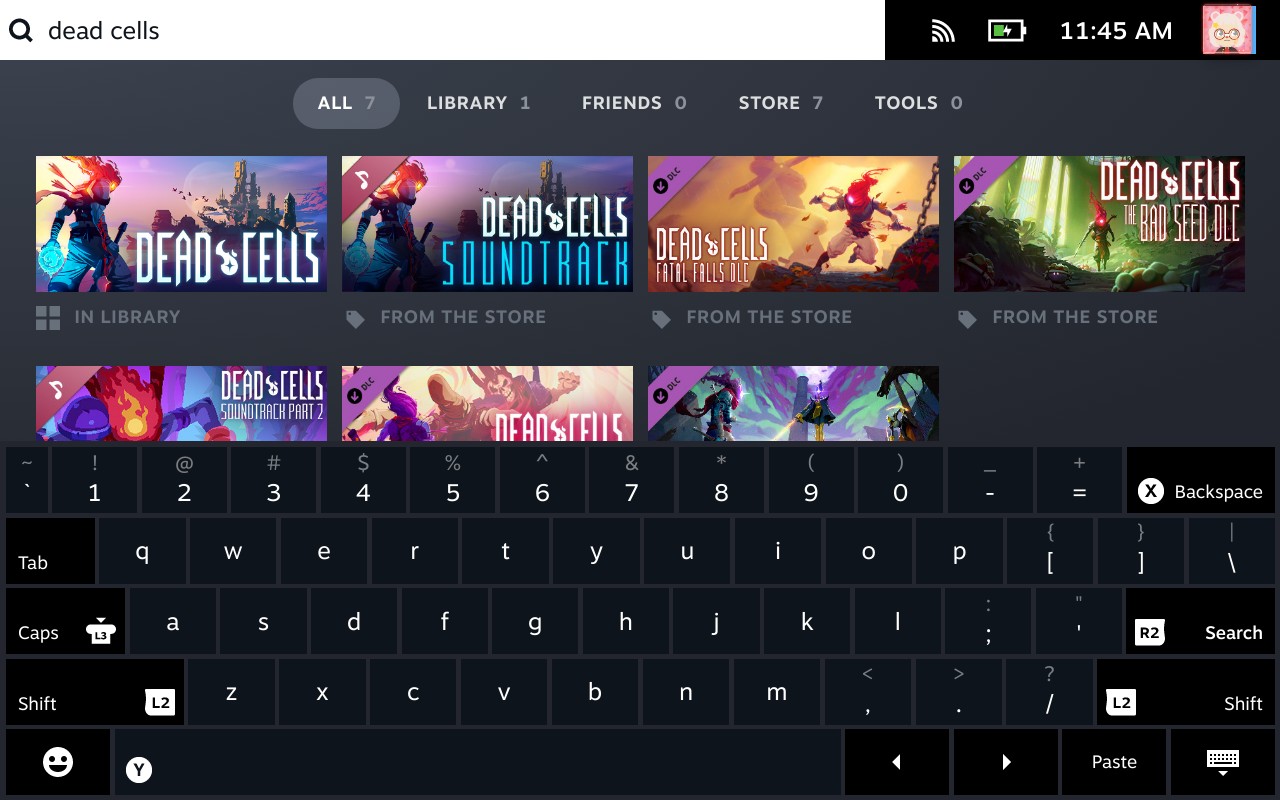 dead cells
11:45 AM
ALL 7 LIBRARY 1 FRIENDS 0 STORE 7 TOOLS 0
DEAD CELLS
DEAD CELLS
SOUNDTRACK
DLC
DEAD CELLS
FATAL FALLS DLC
DLC
DEAD CELLS
THE BAD SEED DLC
IN LIBRARY FROM THE STORE FROM THE STORE FROM THE STORE
DEAD CELLS
SOUNDTRACK PART 2
DLC
DEAD CELLS
DLC
~ ! @ # $ % ^ & * ( ) _ +
` 1 2 3 4 5 6 7 8 9 0 - = X Backspace
{ } |
Tab q w e r t y u i o p [ ] \
: "
Caps L3 a s d f g h j k l ; ' R2 Search
< > ?
Shift L2 z x c v b n m , . / L2 Shift
Y Paste